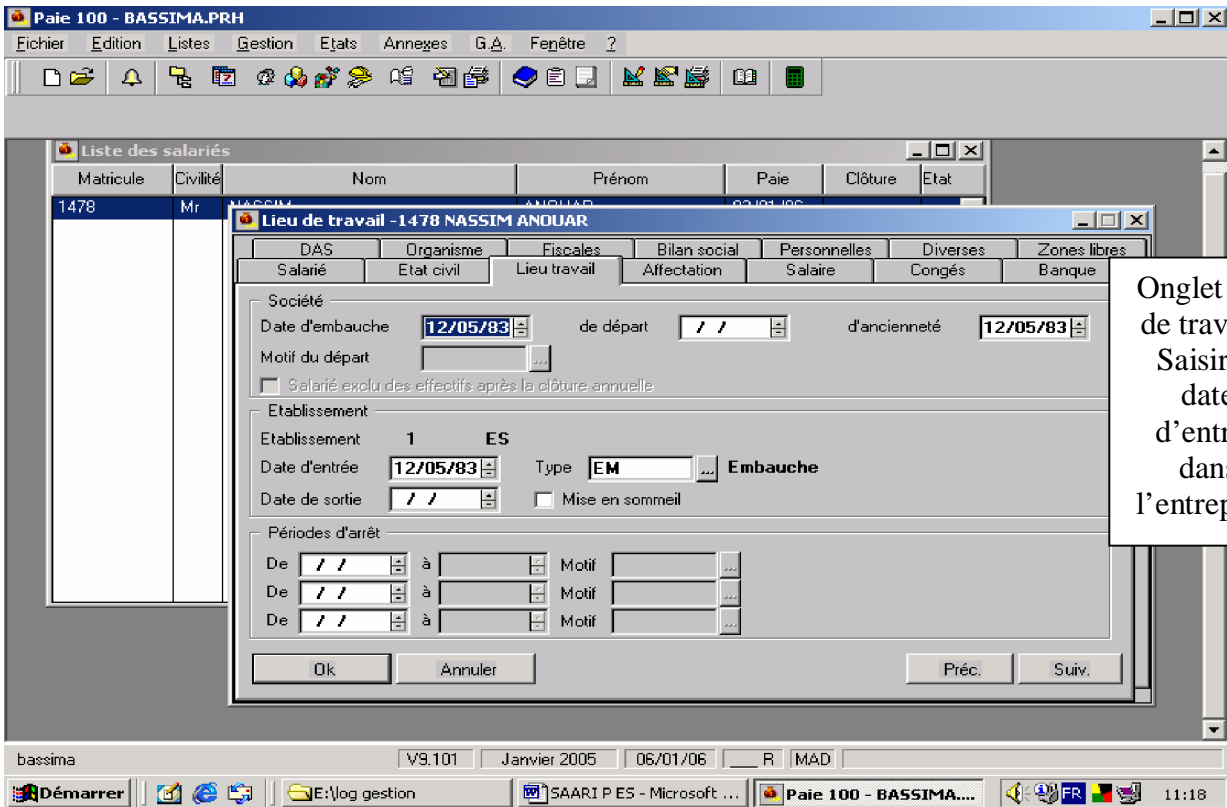 Paie 100 - BASSIMA.PRH
Fichier Edition Listes Gestion Etats Annexes G.A. Fenêtre ?
Liste des salariés
Matricule Civilité Nom Prénom Paie Clôture Etat
1478 Mr NASSIM ANOUAR
Lieu de travail -1478 NASSIM ANOUAR
DAS Organisme Fiscales Bilan social Personnelles Diverses Zones libres
Salarié Etat civil Lieu travail Affectation Salaire Congés Banque
Société
Date d'embauche 12/05/83 de départ / / d'ancienneté 12/05/83
Motif du départ ...
Salarié exclu des effectifs après la clôture annuelle
Etablissement
Etablissement 1 ES
Date d'entrée 12/05/83 Type EM ... Embauche
Date de sortie / / Mise en sommeil
Périodes d'arrêt
De / / à Motif ...
De / / à Motif ...
De / / à Motif ...
Ok Annuler Préc. Suiv.
Onglet
de trav
Saisir
date
d'entr
dans
l'entrep
bassima V9.101 Janvier 2005 06/01/06 ___ R MAD
Démarrer E:\log gestion SAARI P ES - Microsoft ... Paie 100 - BASSIMA.... FR 11:18